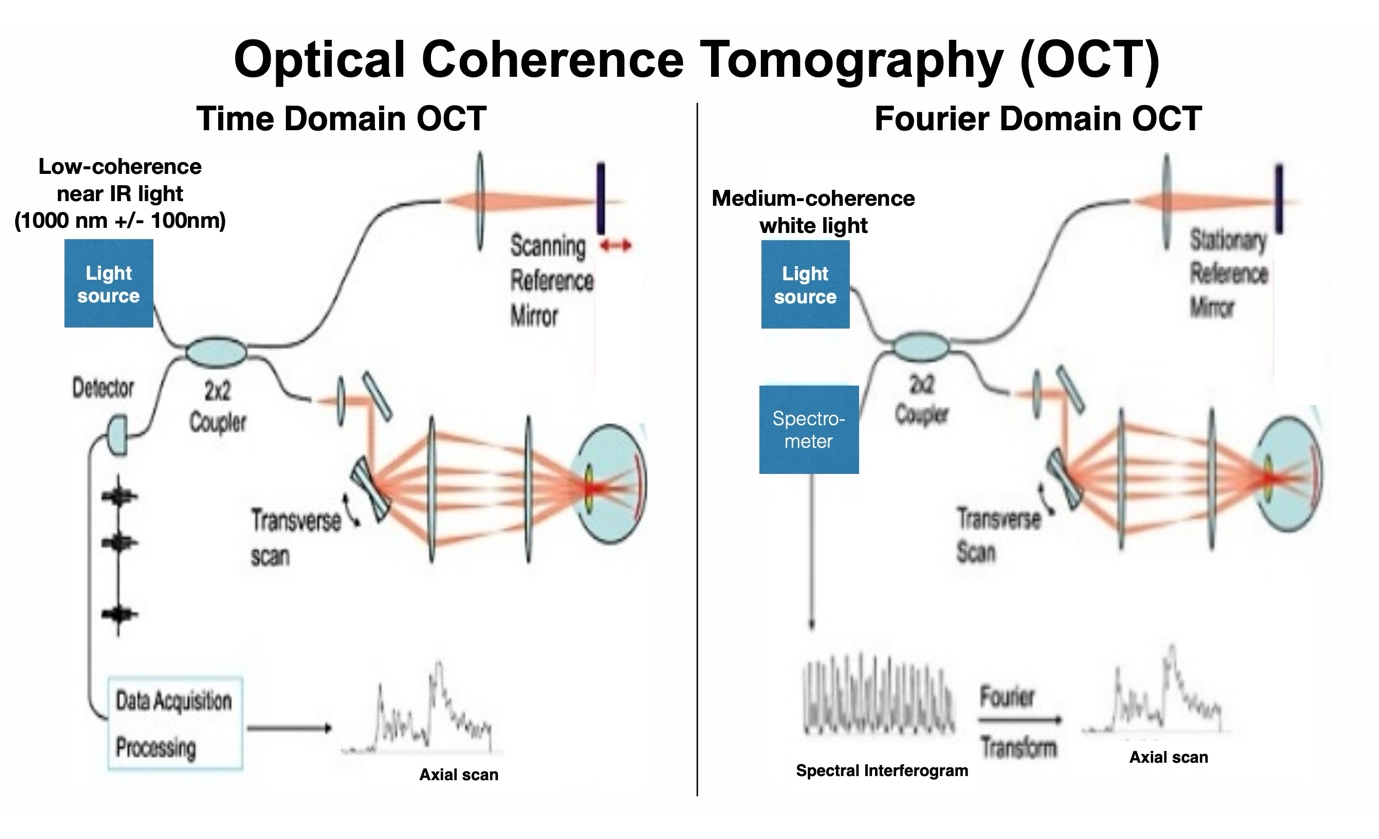 Optical Coherence Tomography (OCT)
Time Domain OCT
Low-coherence
near IR light
(1000 nm +/- 100nm)
Light
source
Scanning
Reference
Mirror
Detector
2x2
Coupler
Transverse
scan
Data Acquisition
Processing
Axial scan
Fourier Domain OCT
Medium-coherence
white light
Light
source
Stationary
Reference
Mirror
Spectro-
meter
2x2
Coupler
Transverse
Scan
Spectral Interferogram
Fourier
Transform
Axial scan